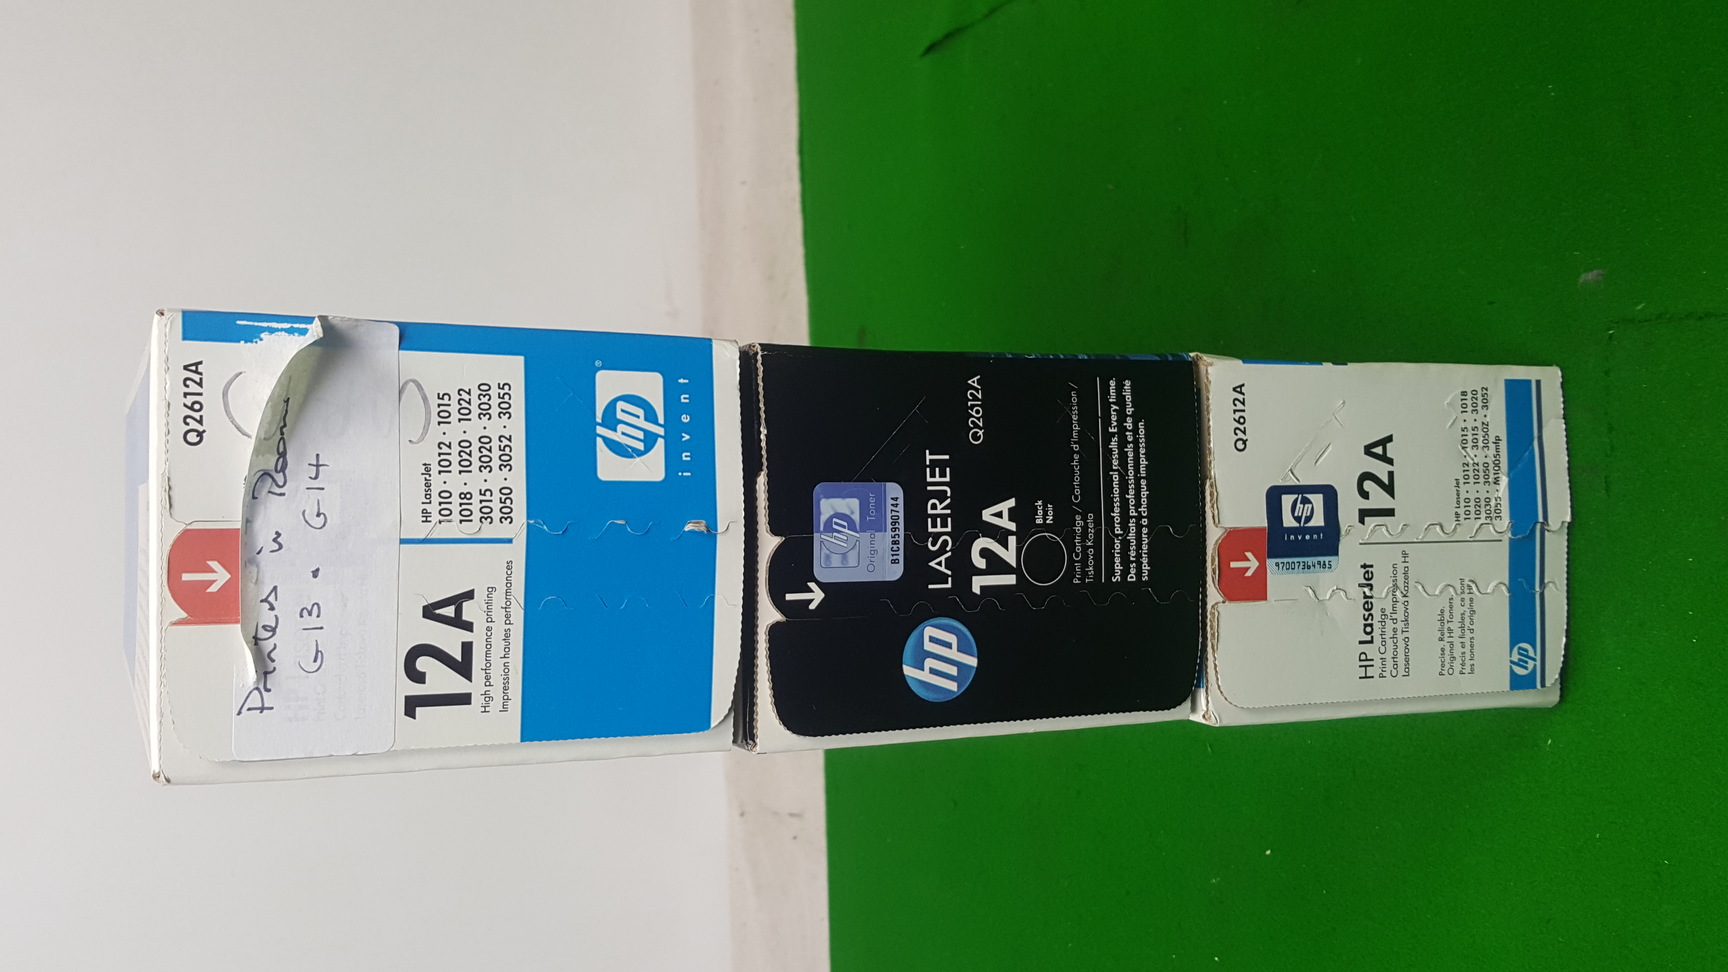 Q2612A
Printers in Room
G-13 • G-14
HP LaserJet
1010 • 1012 • 1015
1018 • 1020 • 1022
3015 • 3020 • 3030
3050 • 3052 • 3055
12A
High performance printing
Impression hautes performances
hp
®
invent
hp
Original Toner
81CB5990744
LASERJET
12A
Q2612A
Black
Noir
hp
Print Cartridge / Cartouche d'Impression /
Tisková Kazeta
Superior, professional results. Every time.
Des résultats professionnels et de qualité
supérieure à chaque impression.
Q2612A
hp
invent
97007364985
HP LaserJet
12A
Print Cartridge
Cartouche d'Impression
Laserová Tisková Kazeta HP
Precise. Reliable.
Original HP Toners.
Précis et fiables, ce sont
les toners d'origine HP.
HP LaserJet
1010 • 1012 • 1015 • 1018
1020 • 1022 • 3015 • 3020
3030 • 3050 • 3050Z • 3052
3055 • M1005mfp
hp